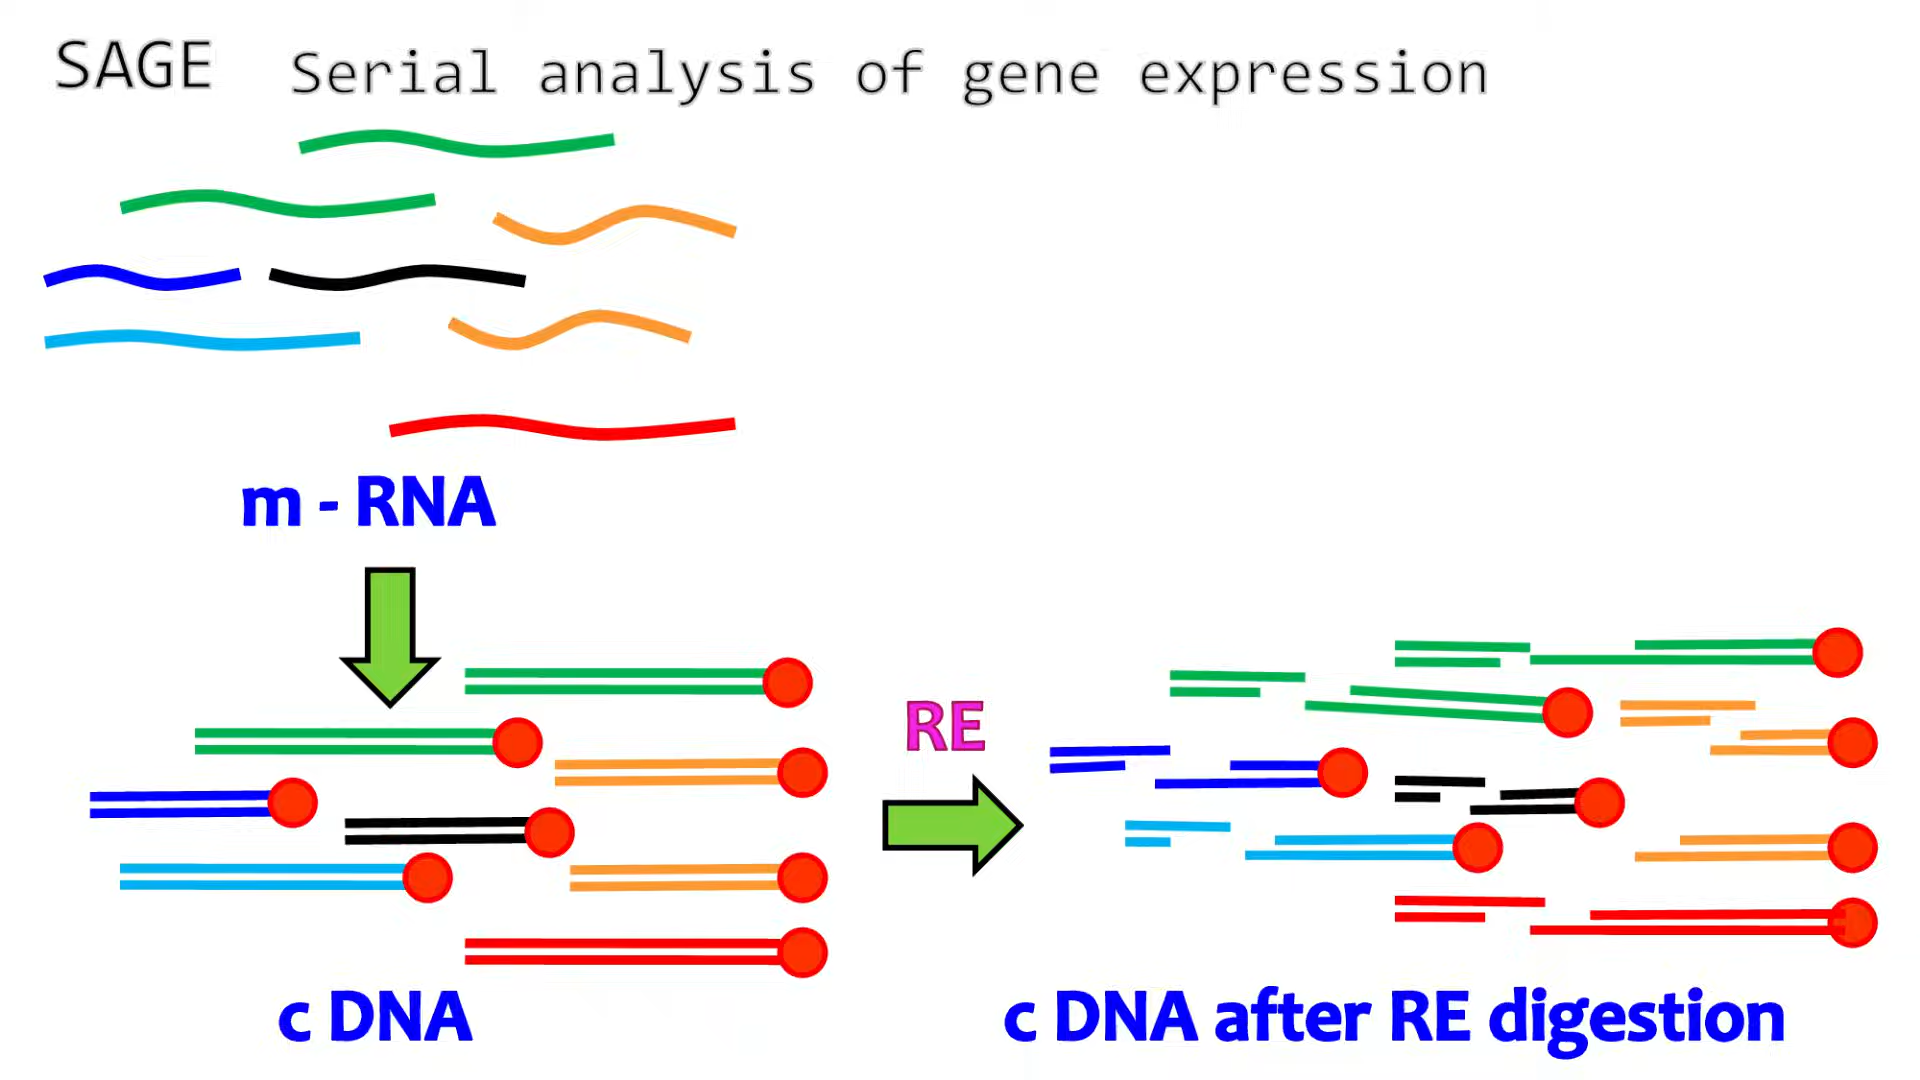 SAGE Serial analysis of gene expression
m - RNA
RE
c DNA
c DNA after RE digestion